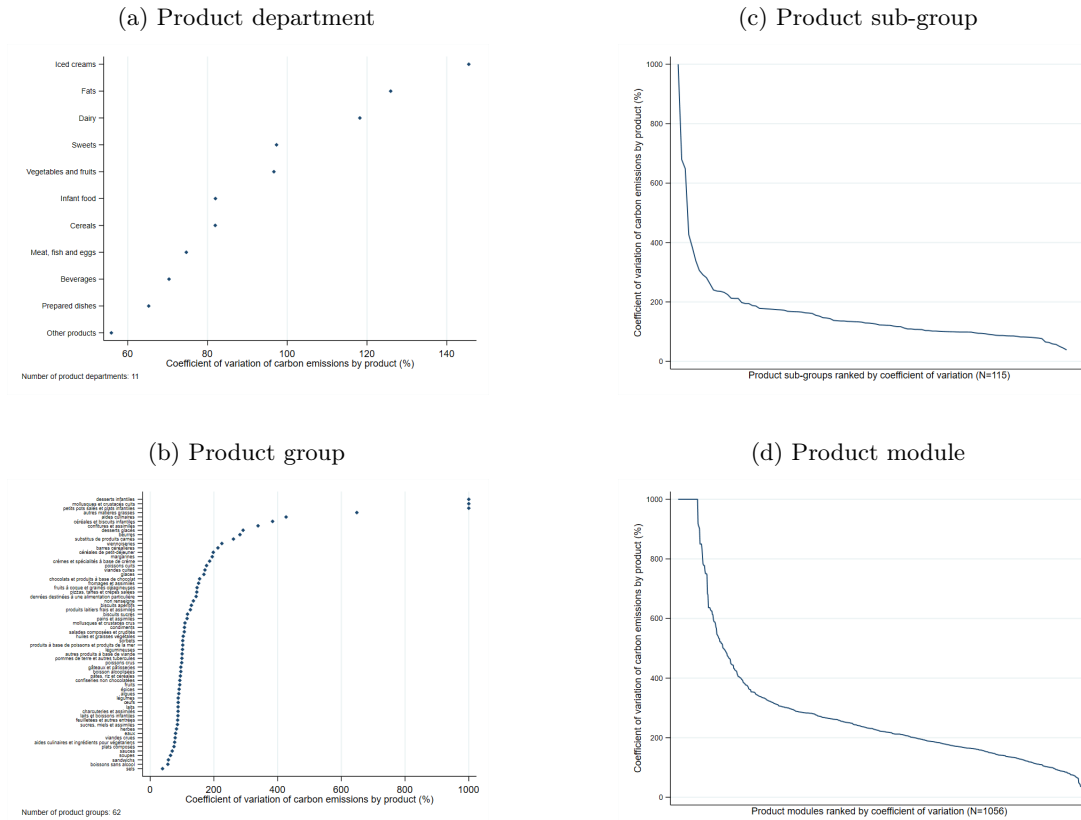 (a) Product department
Iced creams
Fats
Dairy
Sweets
Vegetables and fruits
Infant food
Cereals
Meat, fish and eggs
Beverages
Prepared dishes
Other products
60 80 100 120 140
Coefficient of variation of carbon emissions by product (%)
Number of product departments: 11
(c) Product sub-group
Coefficient of variation of carbon emissions by product (%)
1000
800
600
400
200
0
Product sub-groups ranked by coefficient of variation (N=115)
(b) Product group
desserts infantiles
mollusques et crustacés cuits
petits pots salés et plats infantiles
autres matières grasses
aides culinaires
céréales et biscuits infantiles
confitures et assimilés
desserts glacés
beurres
substitus de produits carnés
viennoiseries
barres céréalières
céréales de petit-déjeuner
margarines
crèmes et spécialités à base de crème
poissons cuits
viandes cuites
glaces
chocolats et produits à base de chocolat
fromages et assimilés
fruits à coque et graines oléagineuses
pizzas, tartes et crêpes salées
denrées destinées à une alimentation particulière
non renseigné
biscuits apéritifs
produits laitiers frais et assimilés
biscuits sucrés
pains et assimilés
mollusques et crustacés crus
condiments
salades composées et crudités
huiles et graisses végétales
sorbets
produits à base de poissons et produits de la mer
légumineuses
autres produits à base de viande
pommes de terre et autres tubercules
poissons crus
gâteaux et pâtisseries
boisson alcoolisées
pâtes, riz et céréales
confiseries non chocolatées
fruits
épices
algues
légumes
œufs
laits
charcuteries et assimilés
laits et boissons infantiles
feuilletées et autres entrées
sucres, miels et assimilés
herbes
eaux
viandes crues
aides culinaires et ingrédients pour végétariens
plats composés
sauces
soupes
sandwichs
boissons sans alcool
sels
0 200 400 600 800 1000
Coefficient of variation of carbon emissions by product (%)
Number of product groups: 62
(d) Product module
Coefficient of variation of carbon emissions by product (%)
1000
800
600
400
200
0
Product modules ranked by coefficient of variation (N=1056)